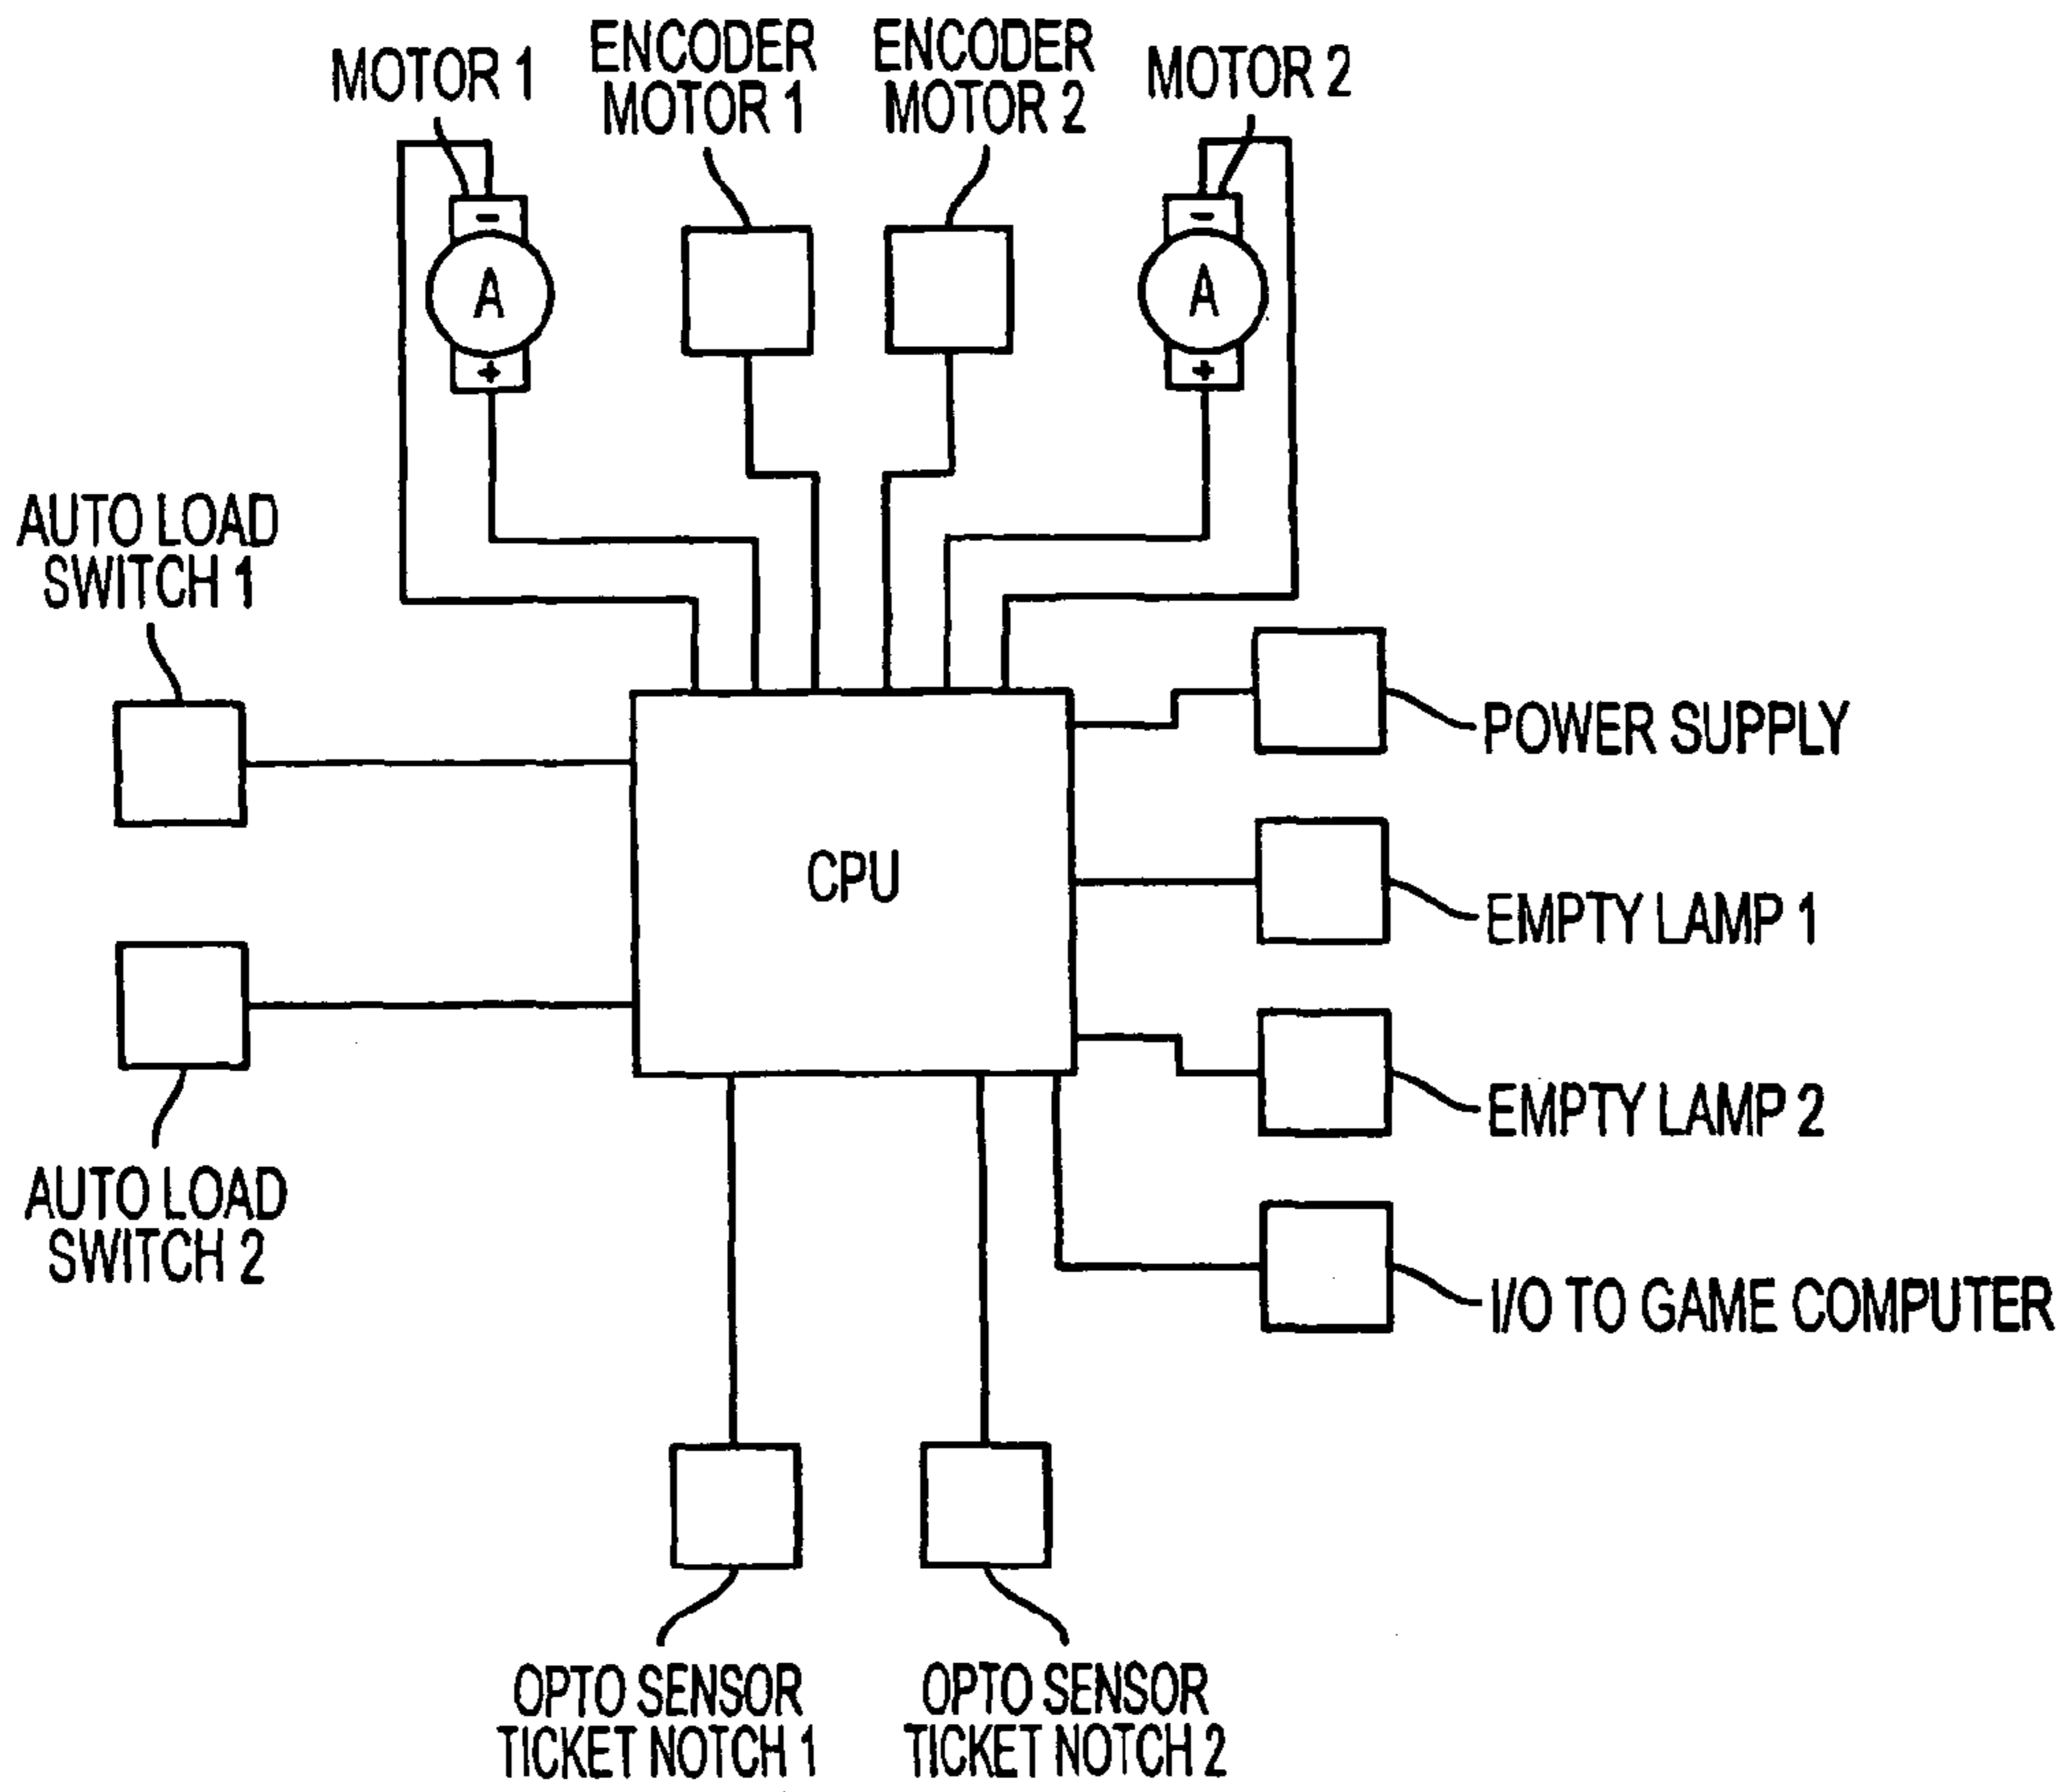 MOTOR 1
ENCODER
MOTOR 1
ENCODER
MOTOR 2
MOTOR 2
-
A
+
-
A
+
AUTO LOAD
SWITCH 1
POWER SUPPLY
CPU
EMPTY LAMP 1
EMPTY LAMP 2
AUTO LOAD
SWITCH 2
I/O TO GAME COMPUTER
OPTO SENSOR
TICKET NOTCH 1
OPTO SENSOR
TICKET NOTCH 2